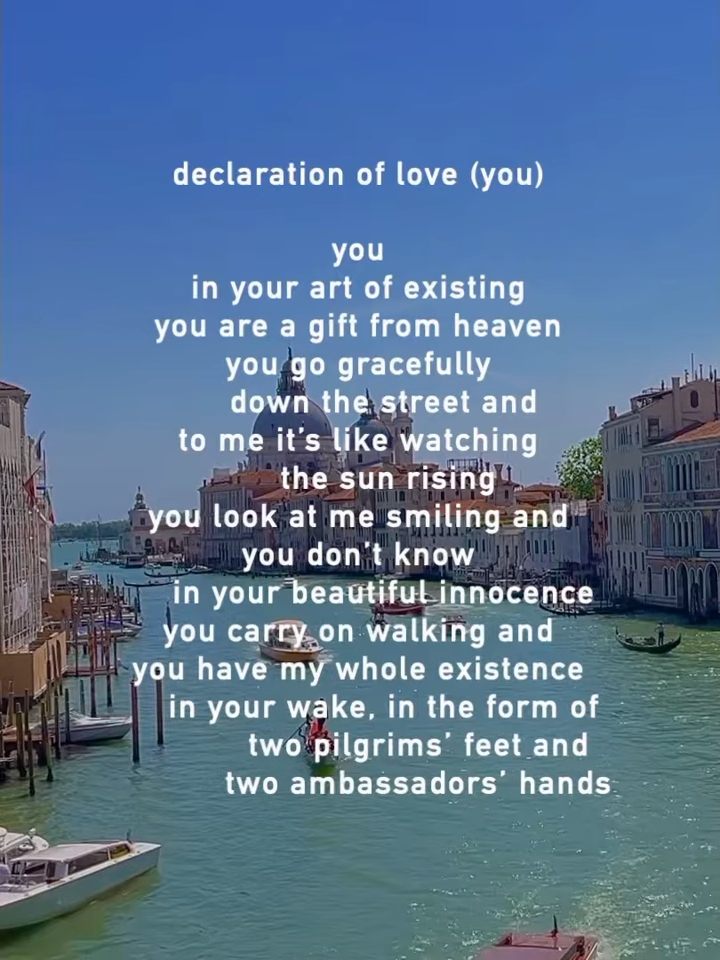 declaration of love (you)
you
in your art of existing
you are a gift from heaven
you go gracefully
down the street and
to me it’s like watching
the sun rising
you look at me smiling and
you don’t know
in your beautiful innocence
you carry on walking and
you have my whole existence
in your wake, in the form of
two pilgrims’ feet and
two ambassadors’ hands